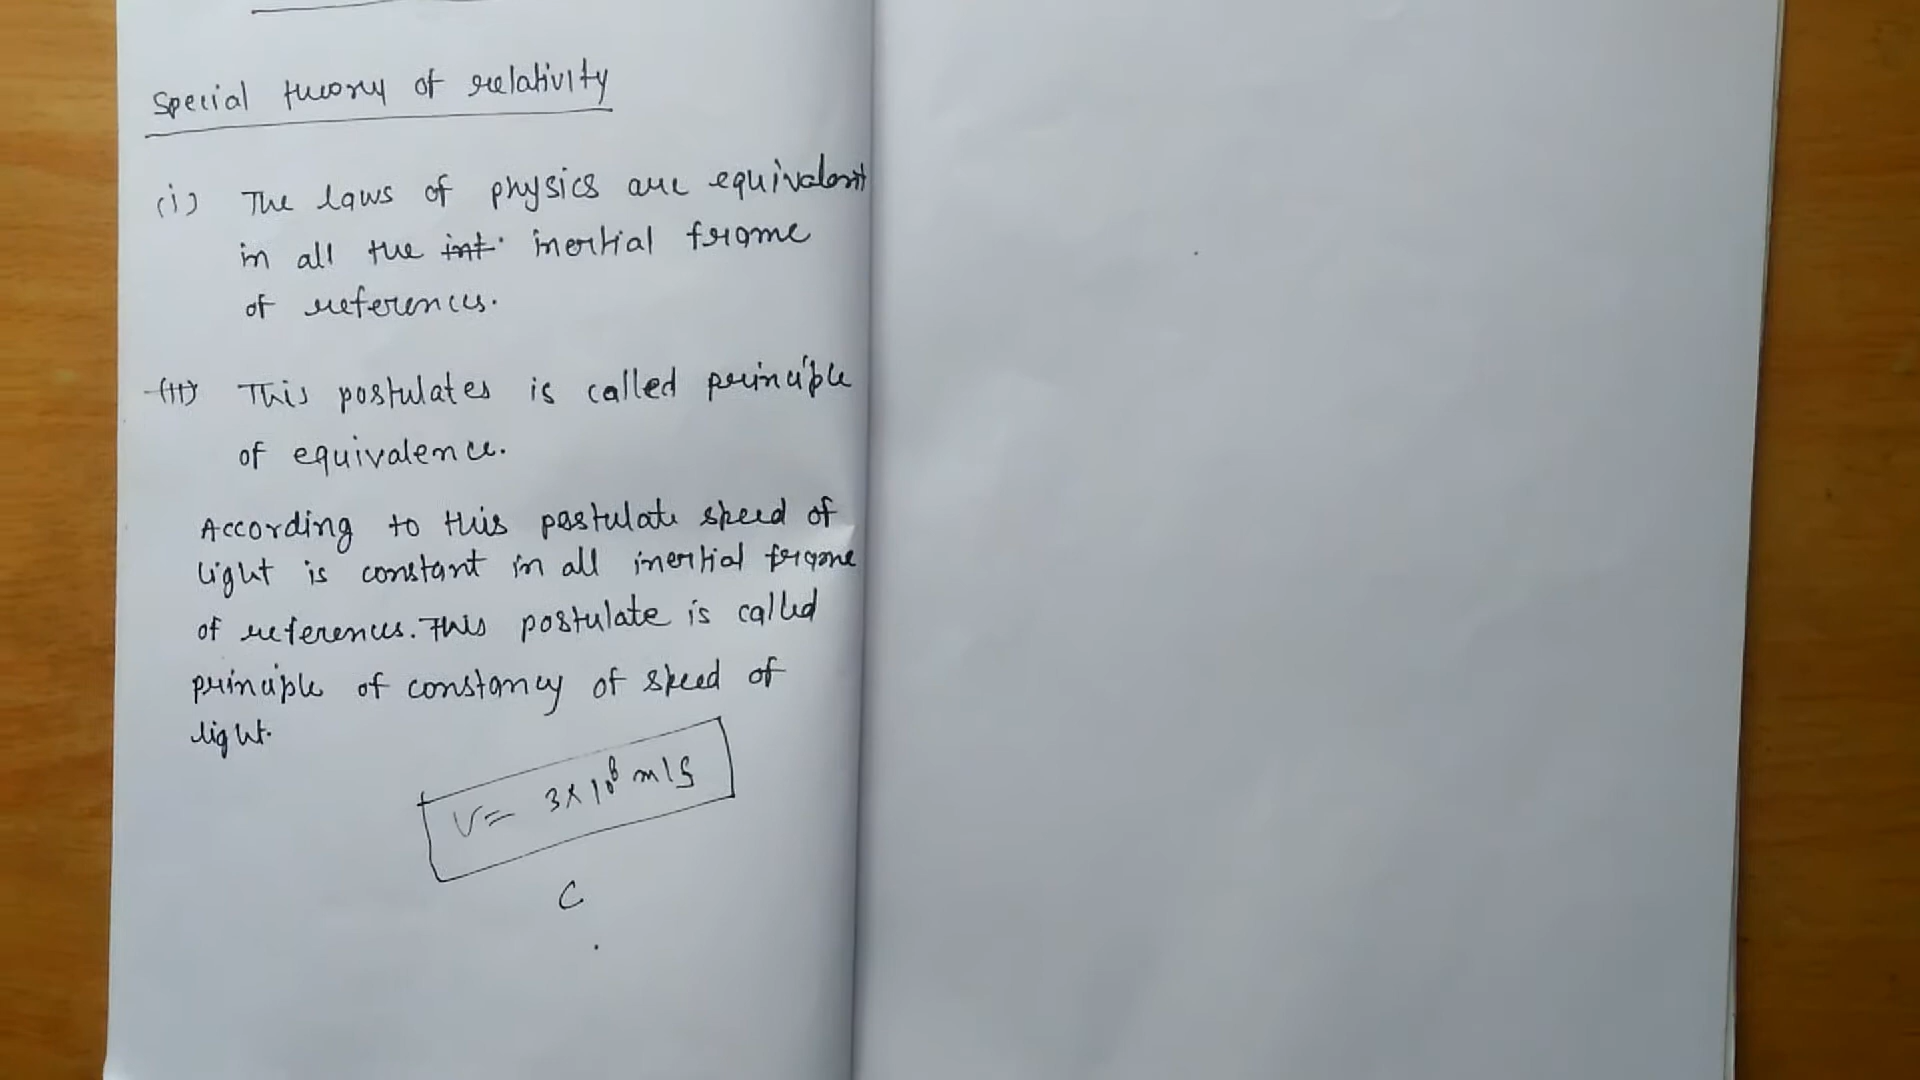 Special theory of relativity
(i) The laws of physics are equivalent
in all the int. inertial frame
of references.
(II) This postulates is called principle
of equivalence.
According to this postulate speed of
light is constant in all inertial frame
of references. This postulate is called
principle of constancy of speed of
light.
V = 3×10⁸ m/s
C